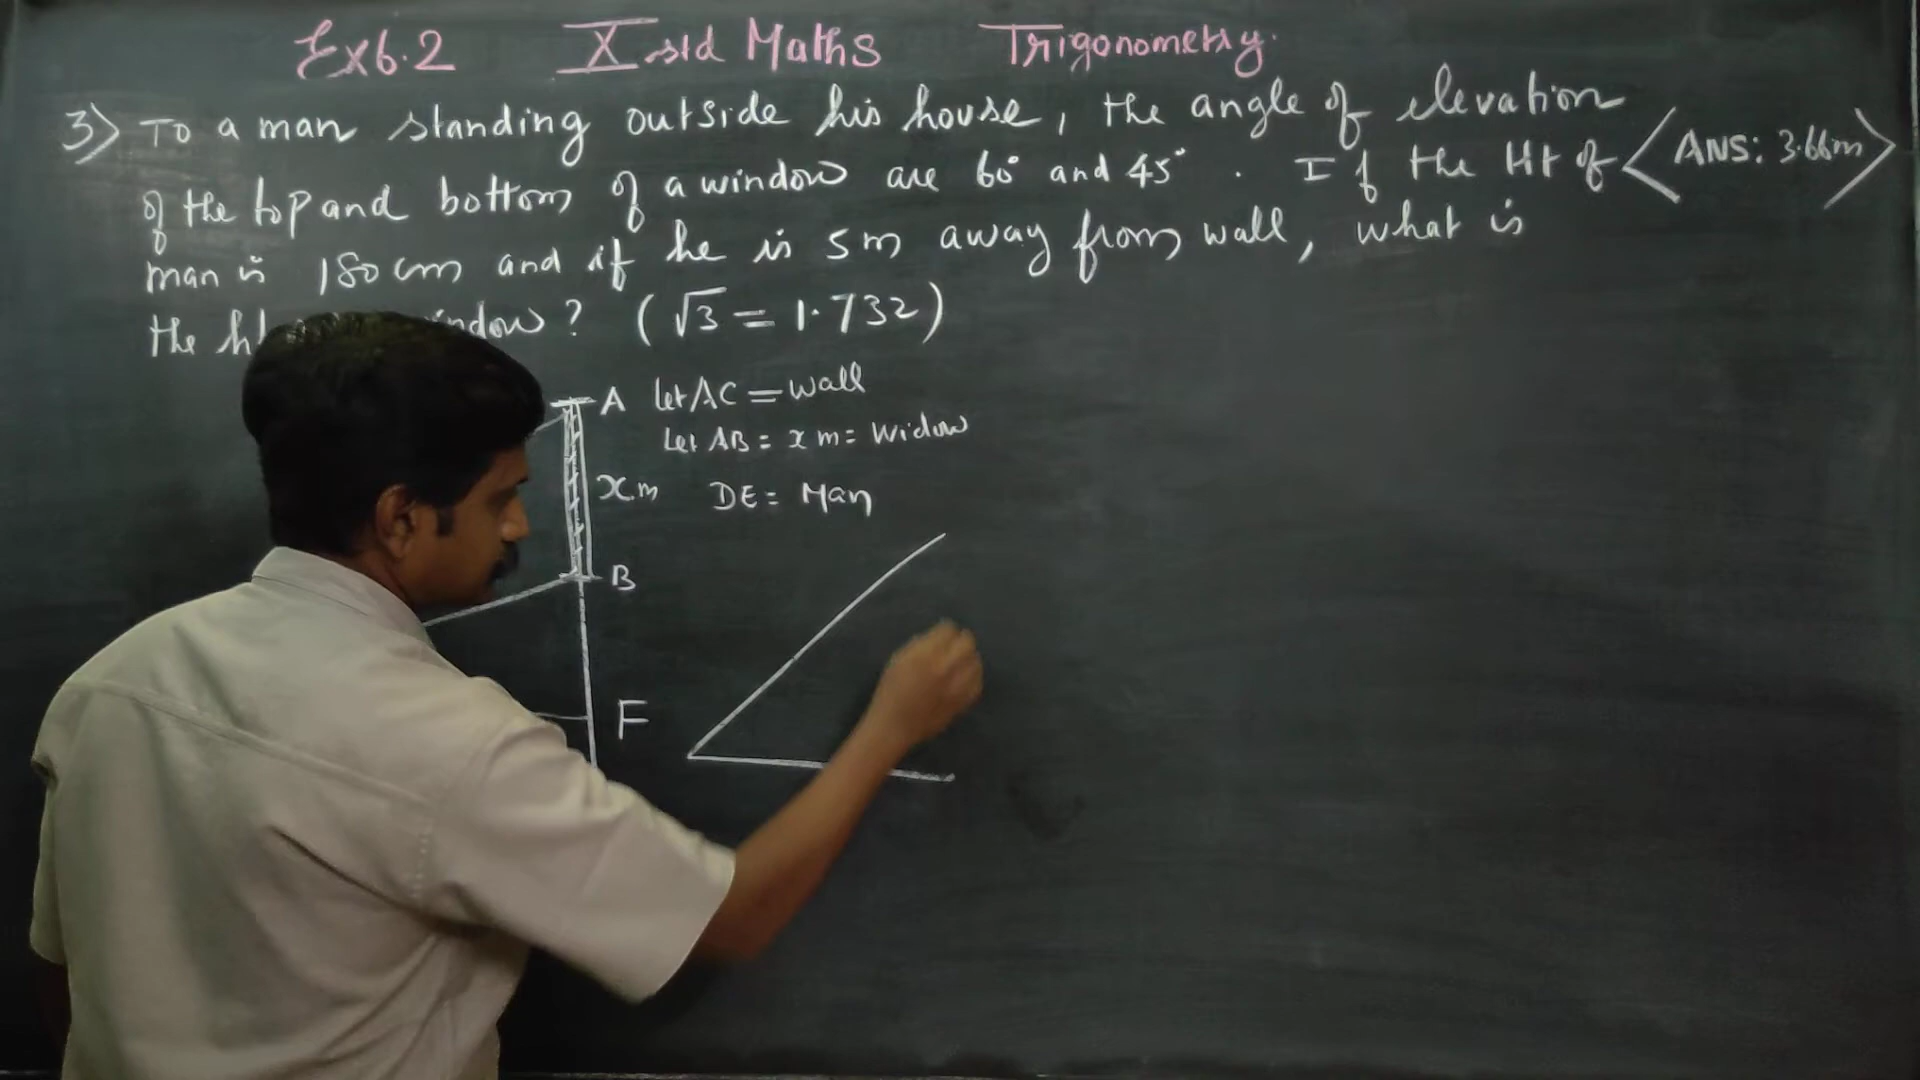 Ex 6.2 X std Maths Trigonometry.
3) To a man standing outside his house, the angle of elevation
of the top and bottom of a window are 60° and 45°. If the Ht of <ANS: 3.66m>
man is 180 cm and if he is 5m away from wall, what is
the window? (√3 = 1.732)
A let AC = wall
Let AB = x m = Widow
x.m DE = Man
B
F